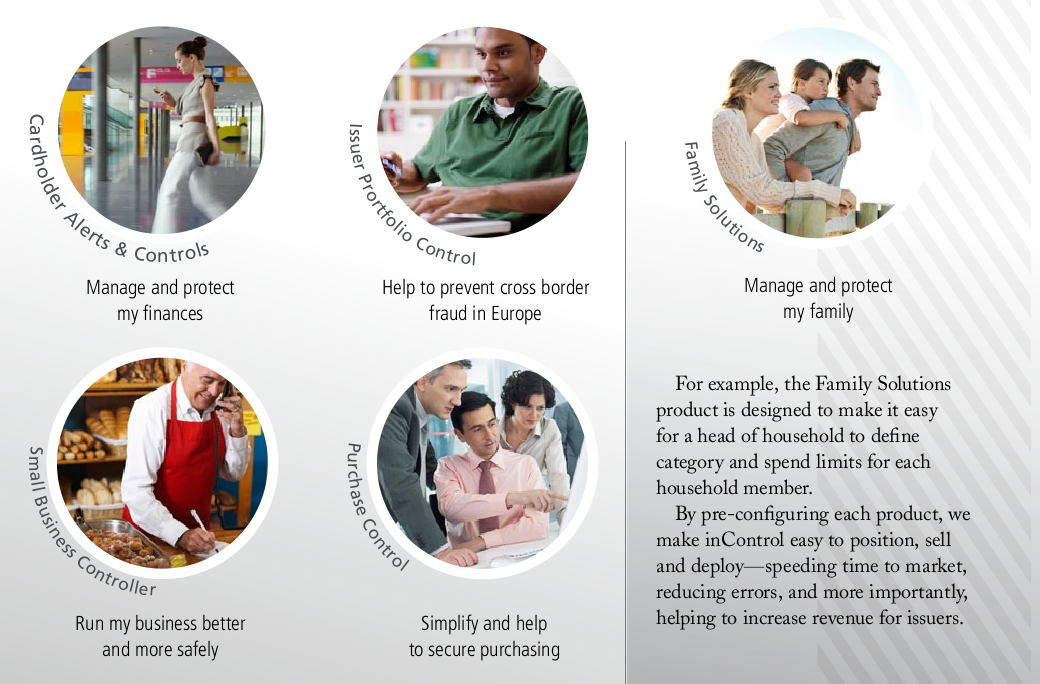 Cardholder Alerts & Controls
Manage and protect
my finances
Issuer Prortfolio Control
Help to prevent cross border
fraud in Europe
Family Solutions
Manage and protect
my family
Small Business Controller
Run my business better
and more safely
Purchase Control
Simplify and help
to secure purchasing
For example, the Family Solutions
product is designed to make it easy
for a head of household to define
category and spend limits for each
household member.
By pre-configuring each product, we
make inControl easy to position, sell
and deploy—speeding time to market,
reducing errors, and more importantly,
helping to increase revenue for issuers.